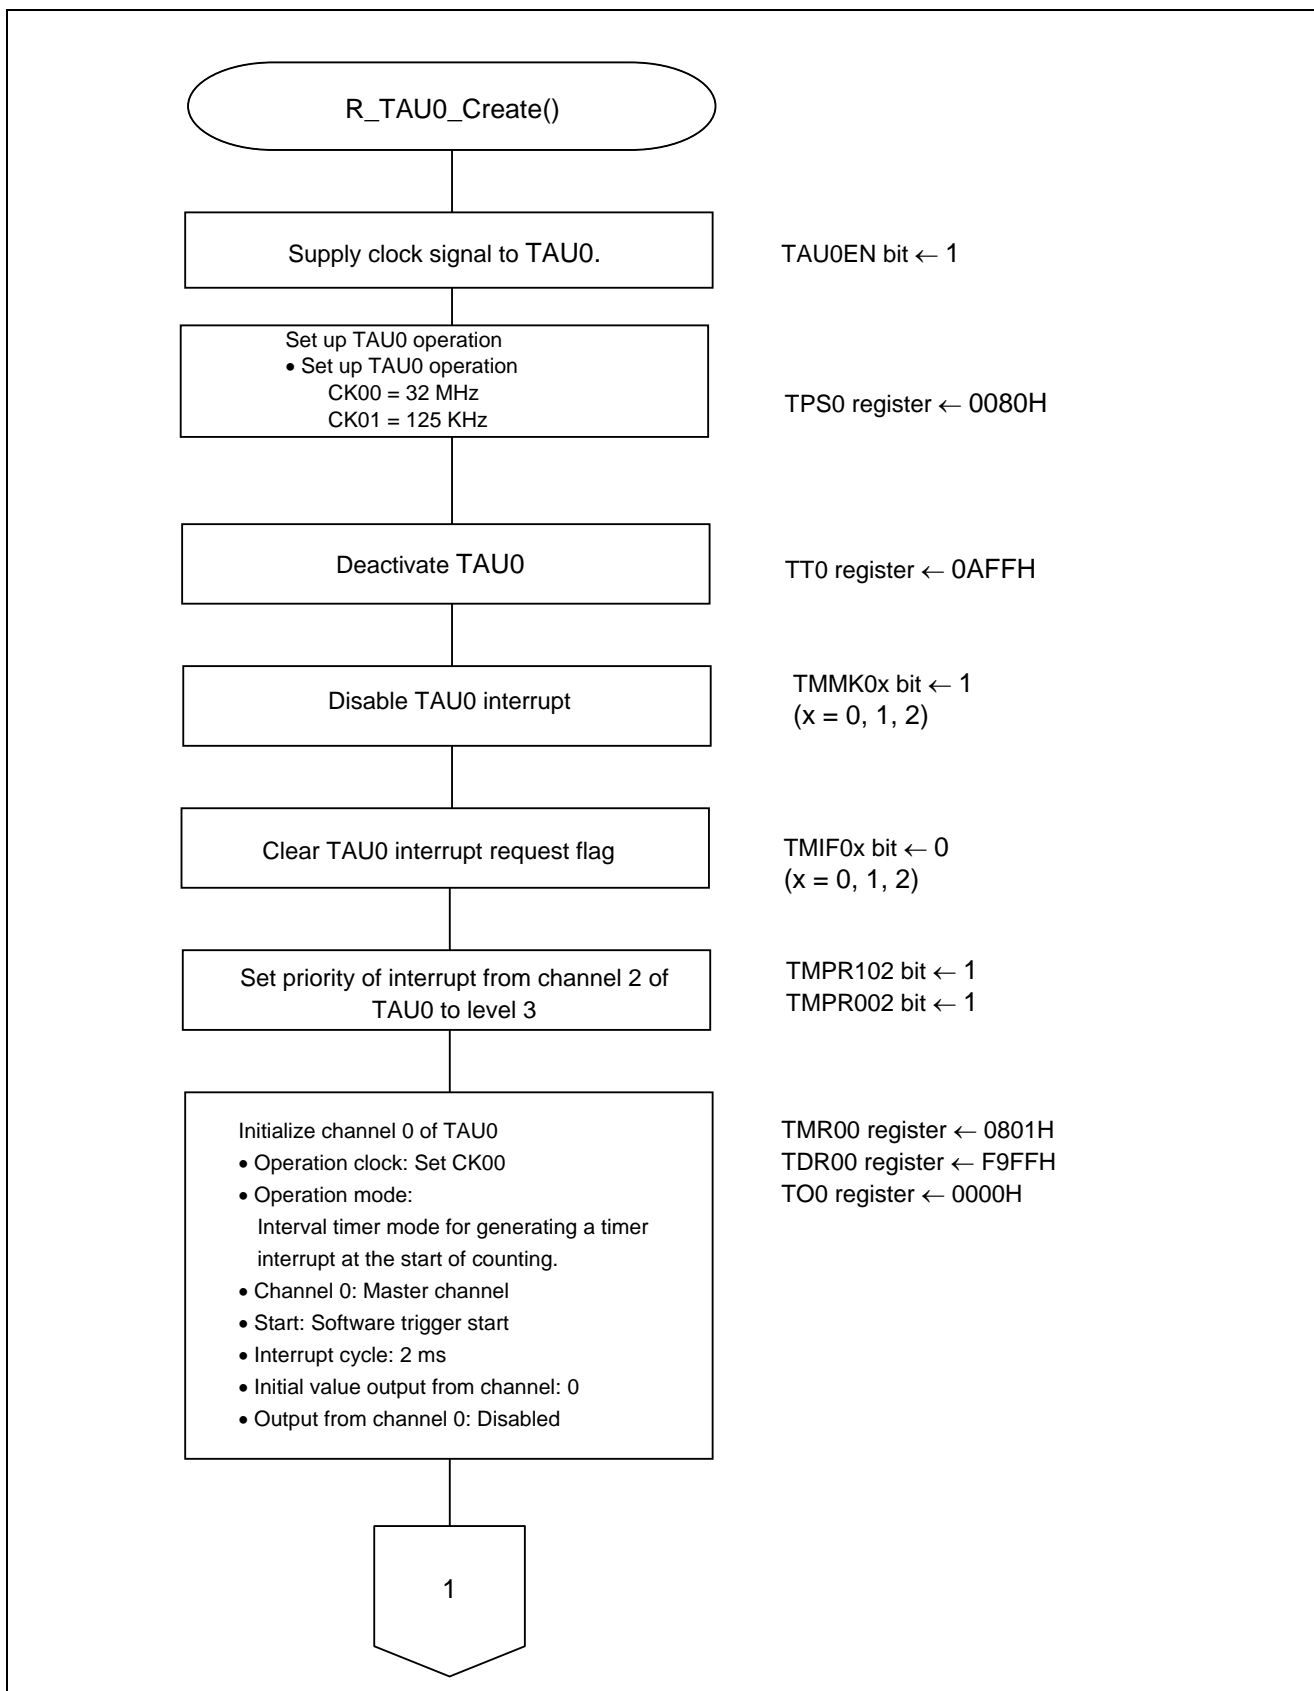 R_TAU0_Create()
Supply clock signal to TAU0.
TAU0EN bit ← 1
Set up TAU0 operation
• Set up TAU0 operation
CK00 = 32 MHz
CK01 = 125 KHz
TPS0 register ← 0080H
Deactivate TAU0
TT0 register ← 0AFFH
Disable TAU0 interrupt
TMMK0x bit ← 1
(x = 0, 1, 2)
Clear TAU0 interrupt request flag
TMIF0x bit ← 0
(x = 0, 1, 2)
Set priority of interrupt from channel 2 of
TAU0 to level 3
TMPR102 bit ← 1
TMPR002 bit ← 1
Initialize channel 0 of TAU0
• Operation clock: Set CK00
• Operation mode:
Interval timer mode for generating a timer
interrupt at the start of counting.
• Channel 0: Master channel
• Start: Software trigger start
• Interrupt cycle: 2 ms
• Initial value output from channel: 0
• Output from channel 0: Disabled
TMR00 register ← 0801H
TDR00 register ← F9FFH
TO0 register ← 0000H
1